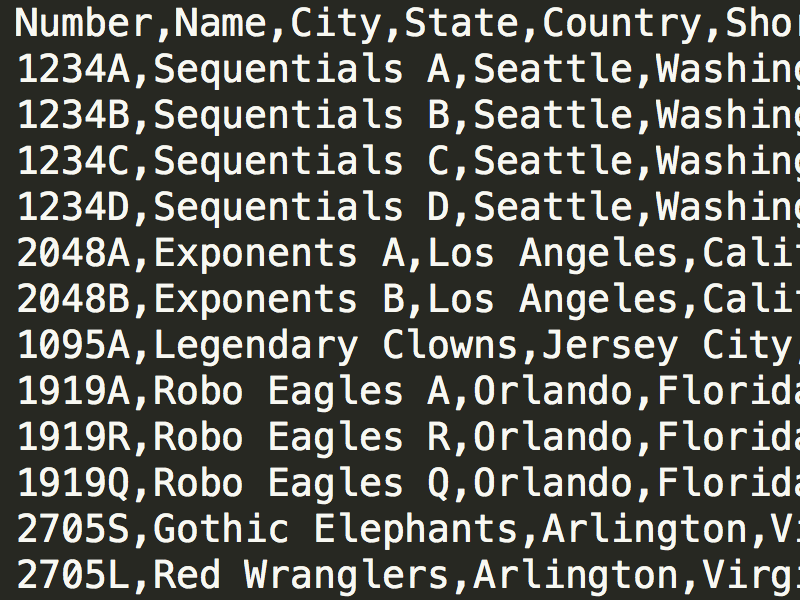 Number,Name,City,State,Country,Shor
1234A,Sequentials A,Seattle,Washing
1234B,Sequentials B,Seattle,Washing
1234C,Sequentials C,Seattle,Washing
1234D,Sequentials D,Seattle,Washing
2048A,Exponents A,Los Angeles,Calif
2048B,Exponents B,Los Angeles,Calif
1095A,Legendary Clowns,Jersey City,
1919A,Robo Eagles A,Orlando,Florida
1919R,Robo Eagles R,Orlando,Florida
1919Q,Robo Eagles Q,Orlando,Florida
2705S,Gothic Elephants,Arlington,Vi
2705L,Red Wranglers,Arlington,Virgi